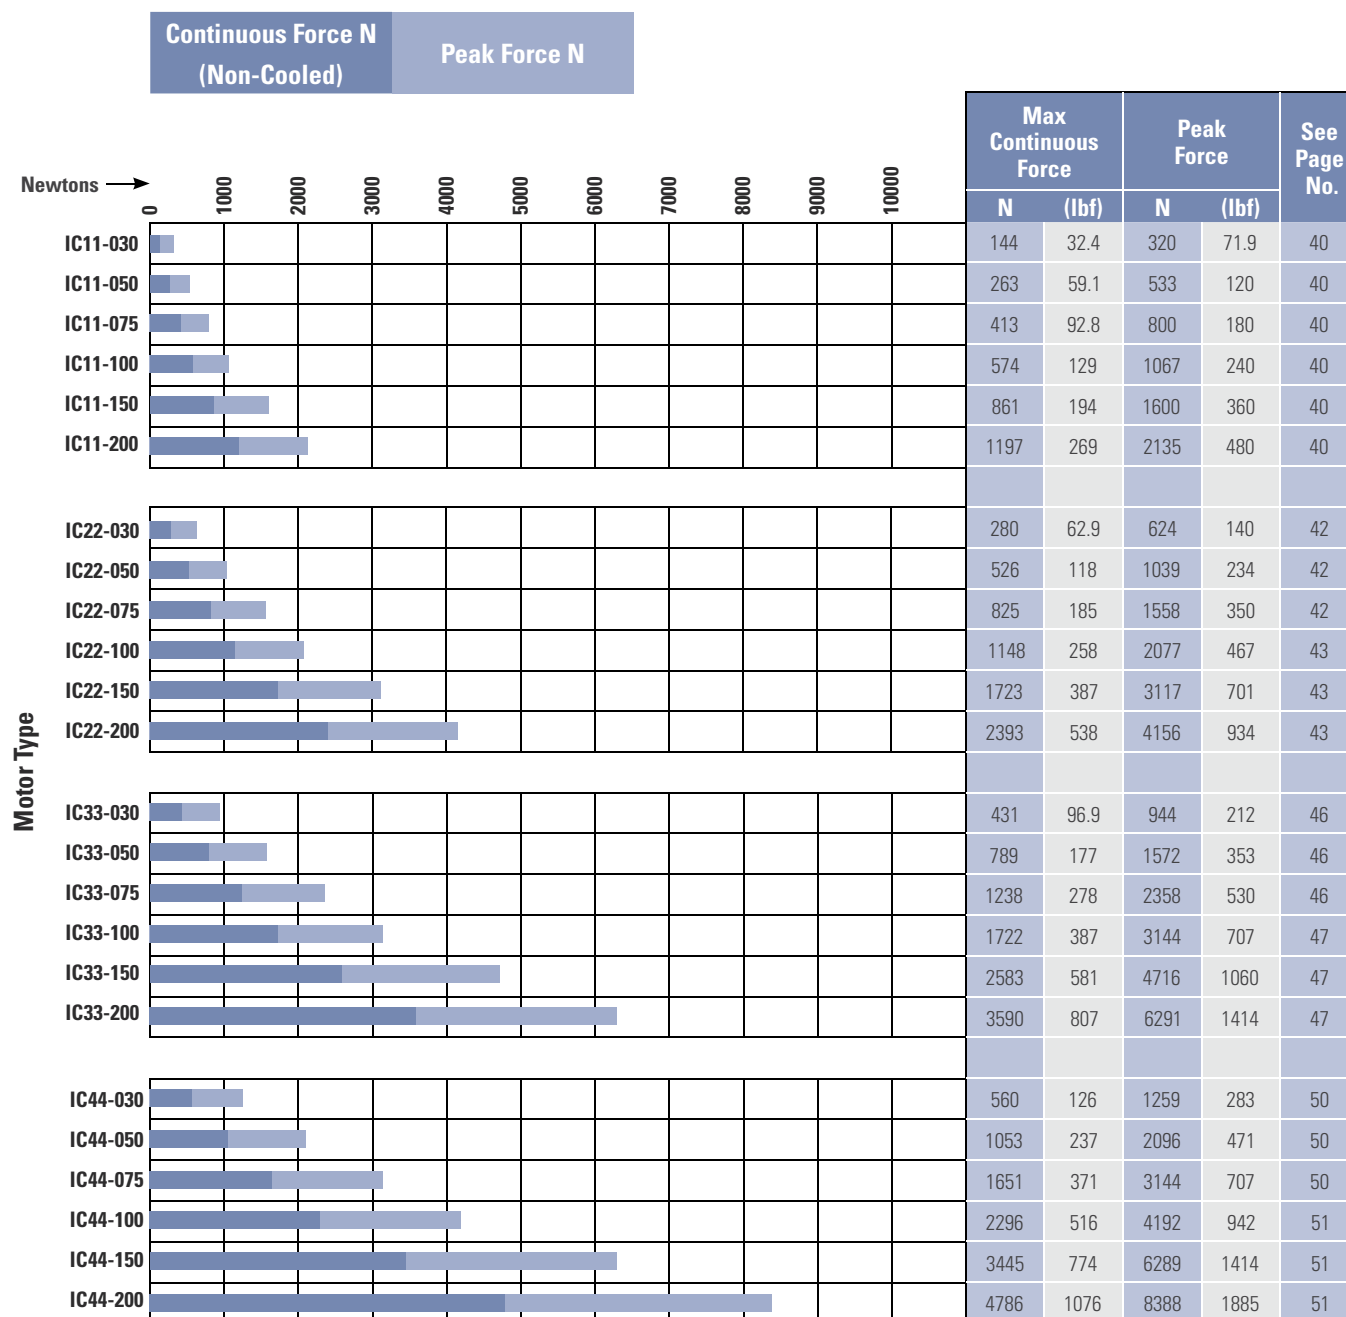 Continuous Force N
(Non-Cooled)
Peak Force N
Max
Continuous
Force
Peak
Force
See
Page
No.
Newtons
0 1000 2000 3000 4000 5000 6000 7000 8000 9000 10000
N (lbf) N (lbf)
Motor Type
IC11-030 144 32.4 320 71.9 40
IC11-050 263 59.1 533 120 40
IC11-075 413 92.8 800 180 40
IC11-100 574 129 1067 240 40
IC11-150 861 194 1600 360 40
IC11-200 1197 269 2135 480 40
IC22-030 280 62.9 624 140 42
IC22-050 526 118 1039 234 42
IC22-075 825 185 1558 350 42
IC22-100 1148 258 2077 467 43
IC22-150 1723 387 3117 701 43
IC22-200 2393 538 4156 934 43
IC33-030 431 96.9 944 212 46
IC33-050 789 177 1572 353 46
IC33-075 1238 278 2358 530 46
IC33-100 1722 387 3144 707 47
IC33-150 2583 581 4716 1060 47
IC33-200 3590 807 6291 1414 47
IC44-030 560 126 1259 283 50
IC44-050 1053 237 2096 471 50
IC44-075 1651 371 3144 707 50
IC44-100 2296 516 4192 942 51
IC44-150 3445 774 6289 1414 51
IC44-200 4786 1076 8388 1885 51